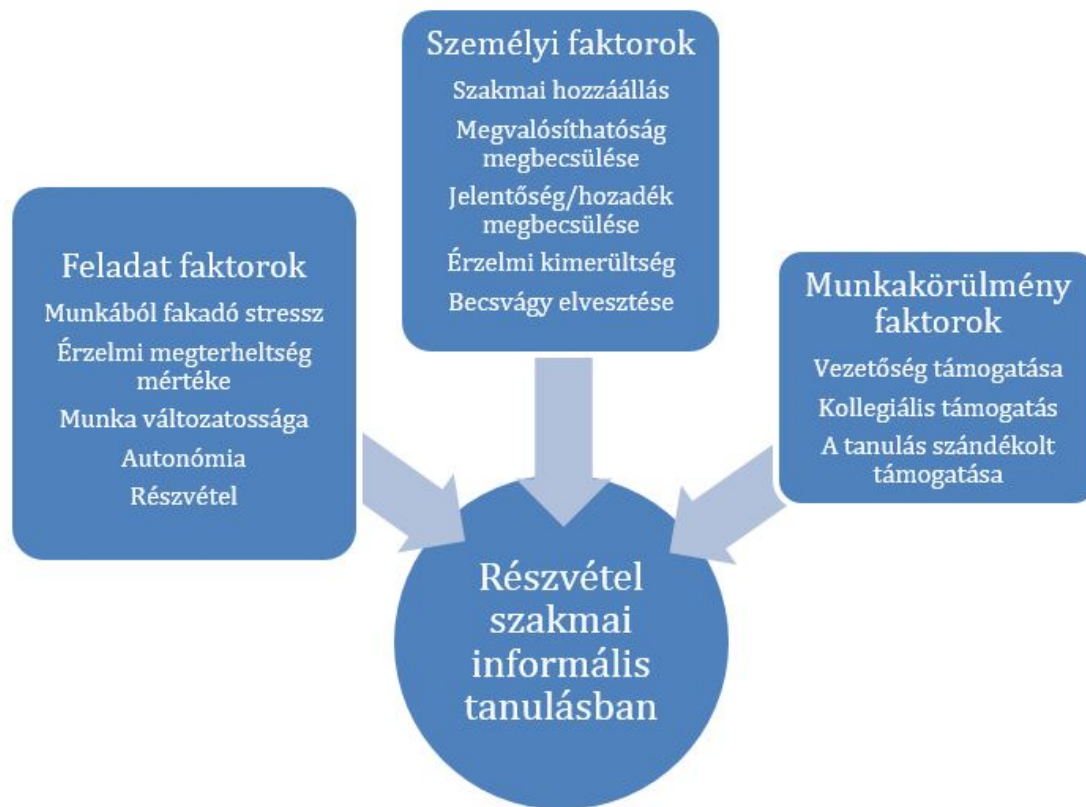 Személyi faktorok
Szakmai hozzáállás
Megvalósíthatóság
megbecsülése
Jelentőség/hozadék
megbecsülése
Érzelmi kimerültség
Becsvágy elvesztése
Feladat faktorok
Munkából fakadó stressz
Érzelmi megterheltség
mértéke
Munka változatossága
Autonómia
Részvétel
Munkakörülmény
faktorok
Vezetőség támogatása
Kollegiális támogatás
A tanulás szándékolt
támogatása
Részvétel
szakmai
informális
tanulásban